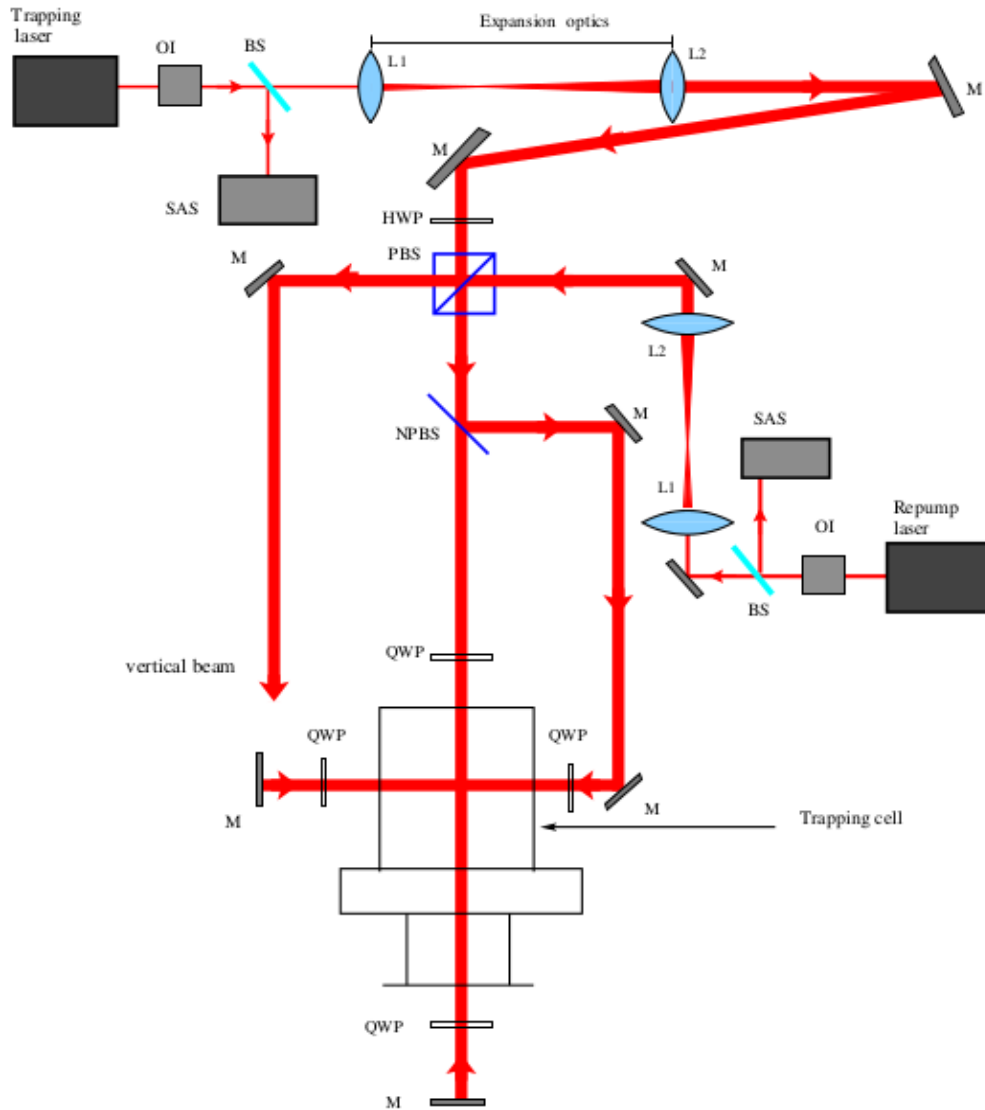 Trapping
laser
OI
BS
Expansion optics
L1
L2
M
SAS
M
HWP
PBS
M
M
L2
NPBS
M
SAS
L1
Repump
laser
OI
BS
QWP
vertical beam
QWP
QWP
M
M
Trapping cell
QWP
M